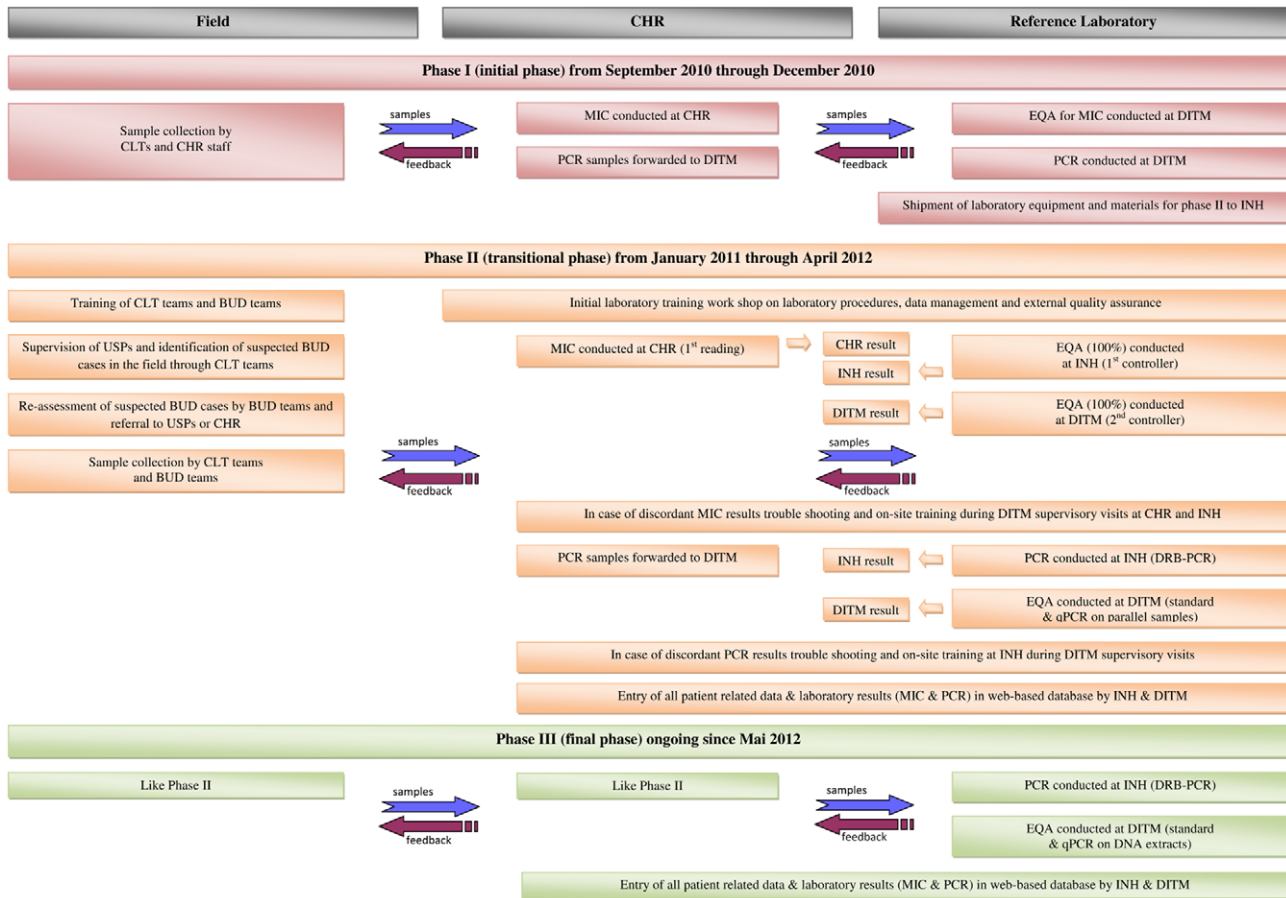 Field
CHR
Reference Laboratory
Phase I (initial phase) from September 2010 through December 2010
Sample collection by
CLTs and CHR staff
samples
feedback
MIC conducted at CHR
PCR samples forwarded to DITM
samples
feedback
EQA for MIC conducted at DITM
PCR conducted at DITM
Shipment of laboratory equipment and materials for phase II to INH
Phase II (transitional phase) from January 2011 through April 2012
Training of CLT teams and BUD teams
Initial laboratory training work shop on laboratory procedures, data management and external quality assurance
Supervision of USPs and identification of suspected BUD
cases in the field through CLT teams
MIC conducted at CHR (1st reading)
CHR result
INH result
EQA (100%) conducted
at INH (1st controller)
Re-assessment of suspected BUD cases by BUD teams and
referral to USPs or CHR
DITM result
EQA (100%) conducted
at DITM (2nd controller)
Sample collection by CLT teams
and BUD teams
samples
feedback
samples
feedback
In case of discordant MIC results trouble shooting and on-site training during DITM supervisory visits at CHR and INH
PCR samples forwarded to DITM
INH result
PCR conducted at INH (DRB-PCR)
DITM result
EQA conducted at DITM (standard
& qPCR on parallel samples)
In case of discordant PCR results trouble shooting and on-site training at INH during DITM supervisory visits
Entry of all patient related data & laboratory results (MIC & PCR) in web-based database by INH & DITM
Phase III (final phase) ongoing since Mai 2012
Like Phase II
samples
feedback
Like Phase II
samples
feedback
PCR conducted at INH (DRB-PCR)
EQA conducted at DITM (standard
& qPCR on DNA extracts)
Entry of all patient related data & laboratory results (MIC & PCR) in web-based database by INH & DITM